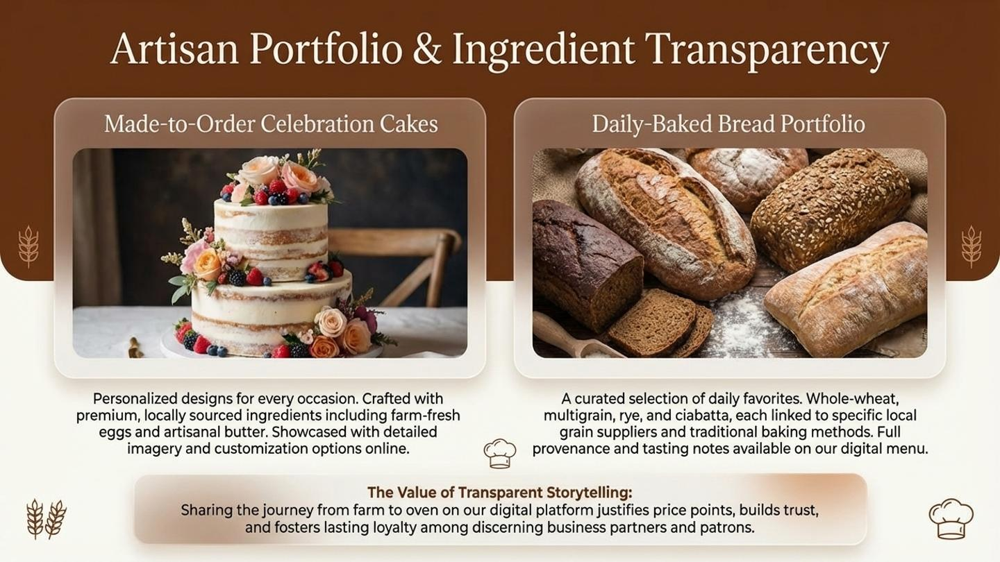 Artisan Portfolio & Ingredient Transparency
Made-to-Order Celebration Cakes
Personalized designs for every occasion. Crafted with
premium, locally sourced ingredients including farm-fresh
eggs and artisanal butter. Showcased with detailed
imagery and customization options online.
Daily-Baked Bread Portfolio
A curated selection of daily favorites. Whole-wheat,
multigrain, rye, and ciabatta, each linked to specific local
grain suppliers and traditional baking methods. Full
provenance and tasting notes available on our digital menu.
The Value of Transparent Storytelling:
Sharing the journey from farm to oven on our digital platform justifies price points, builds trust,
and fosters lasting loyalty among discerning business partners and patrons.